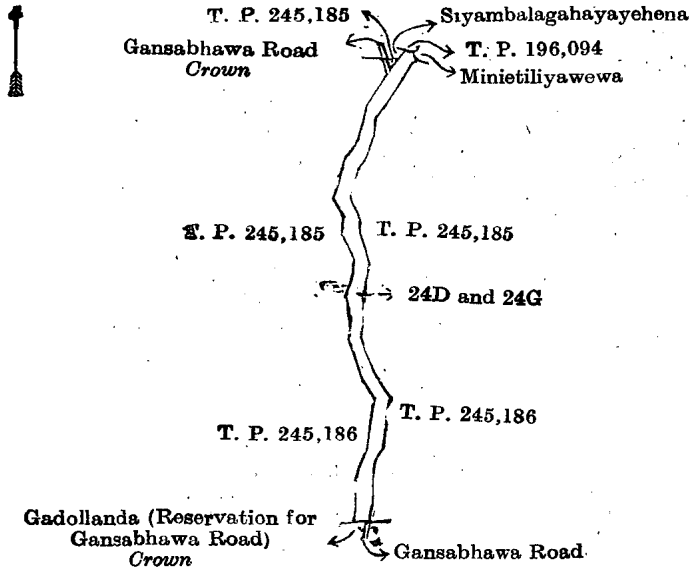 T. P. 245,185
Siyambalagahayayehena
Gansabhawa Road
Crown
T. P. 196,094
Minietiliyawewa
T. P. 245,185
T. P. 245,185
24D and 24G
T. P. 245,186
T. P. 245,186
Gadollanda (Reservation for
Gansabhawa Road)
Crown
Gansabhawa Road